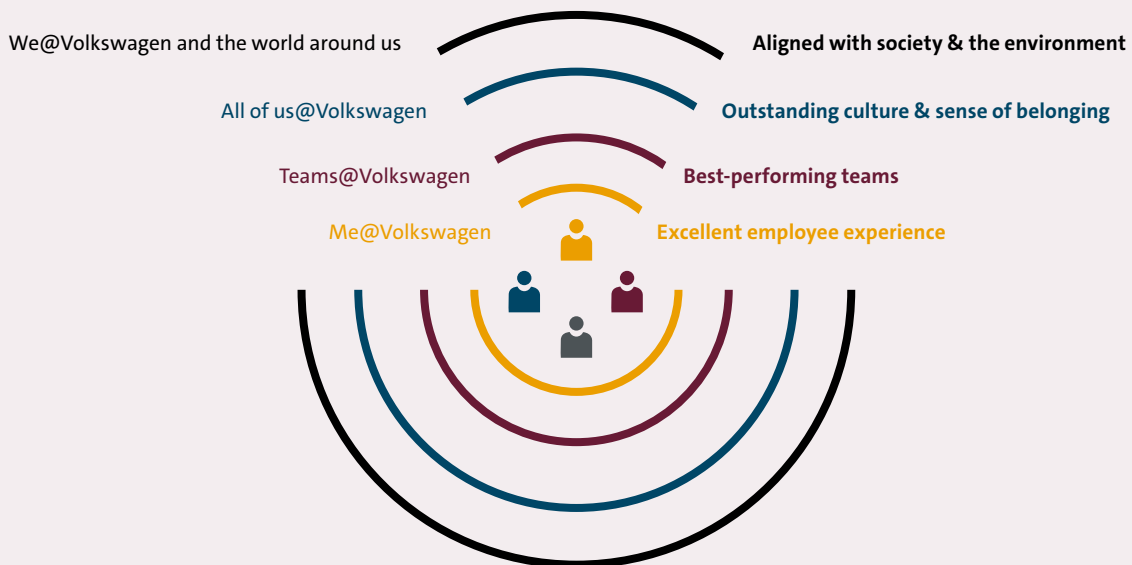 We@Volkswagen and the world around us
Aligned with society & the environment
All of us@Volkswagen
Outstanding culture & sense of belonging
Teams@Volkswagen
Best-performing teams
Me@Volkswagen
Excellent employee experience